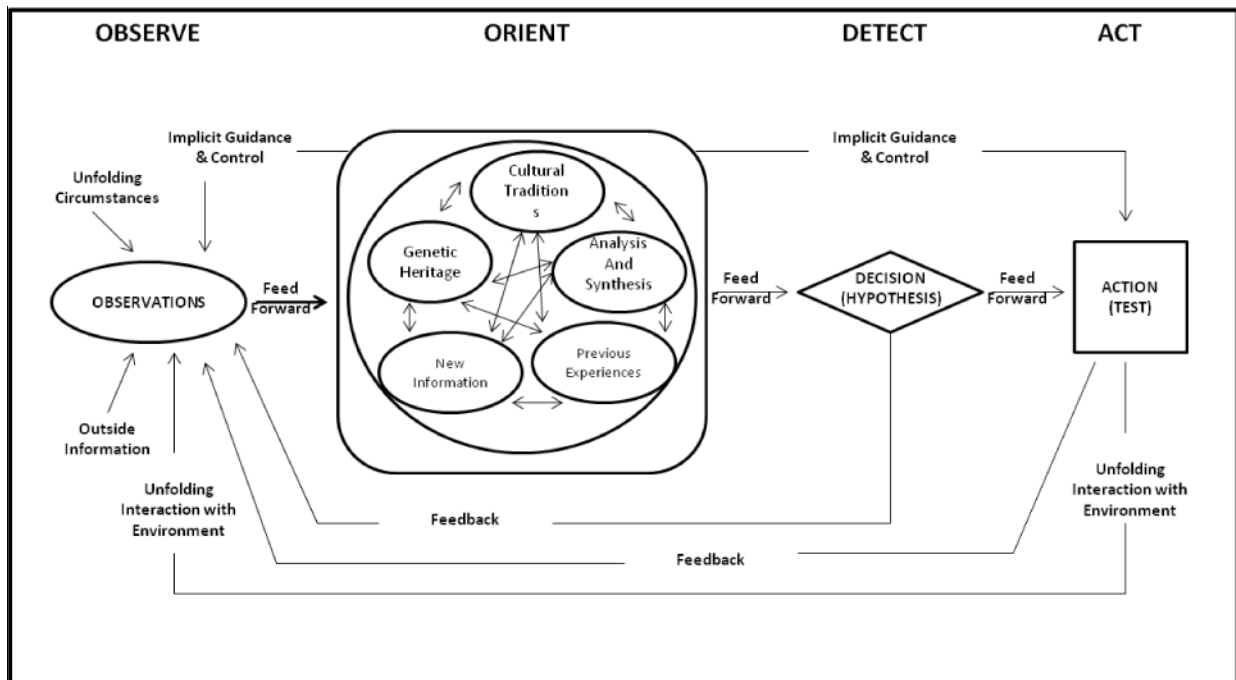 OBSERVE
ORIENT
DETECT
ACT
Implicit Guidance
& Control
Implicit Guidance
& Control
Unfolding
Circumstances
Cultural
Tradition
s
Genetic
Heritage
Analysis
And
Synthesis
OBSERVATIONS
Feed
Forward
Feed
Forward
DECISION
(HYPOTHESIS)
Feed
Forward
ACTION
(TEST)
New
Information
Previous
Experiences
Outside
Information
Unfolding
Interaction with
Environment
Unfolding
Interaction with
Environment
Feedback
Feedback